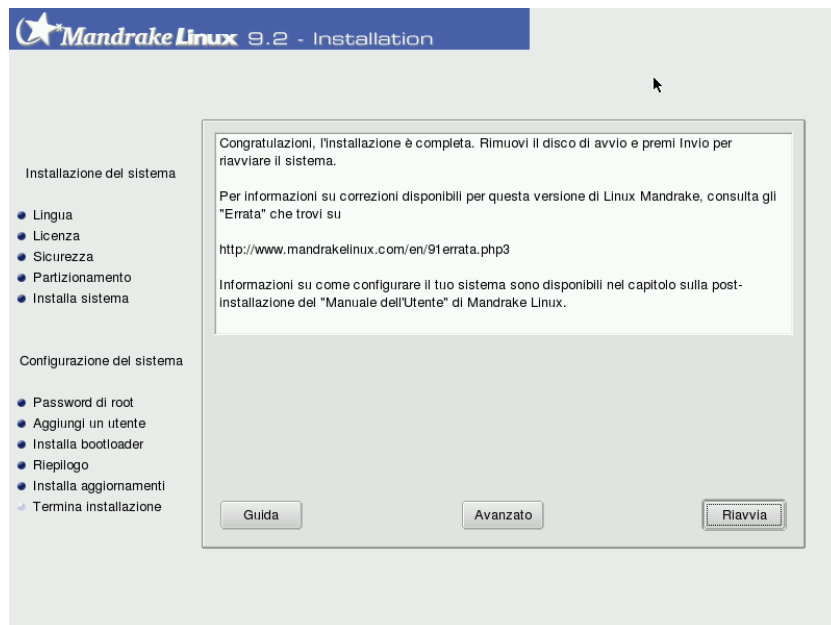 Mandrake Linux 9.2 - Installation
Installazione del sistema
Lingua
Licenza
Sicurezza
Partizionamento
Installa sistema
Configurazione del sistema
Password di root
Aggiungi un utente
Installa bootloader
Riepilogo
Installa aggiornamenti
Termina installazione
Congratulazioni, l'installazione è completa. Rimuovi il disco di avvio e premi Invio per
riavviare il sistema.
Per informazioni su correzioni disponibili per questa versione di Linux Mandrake, consulta gli
"Errata" che trovi su
http://www.mandrakelinux.com/en/91errata.php3
Informazioni su come configurare il tuo sistema sono disponibili nel capitolo sulla post-
installazione del "Manuale dell'Utente" di Mandrake Linux.
Guida
Avanzato
Riavvia